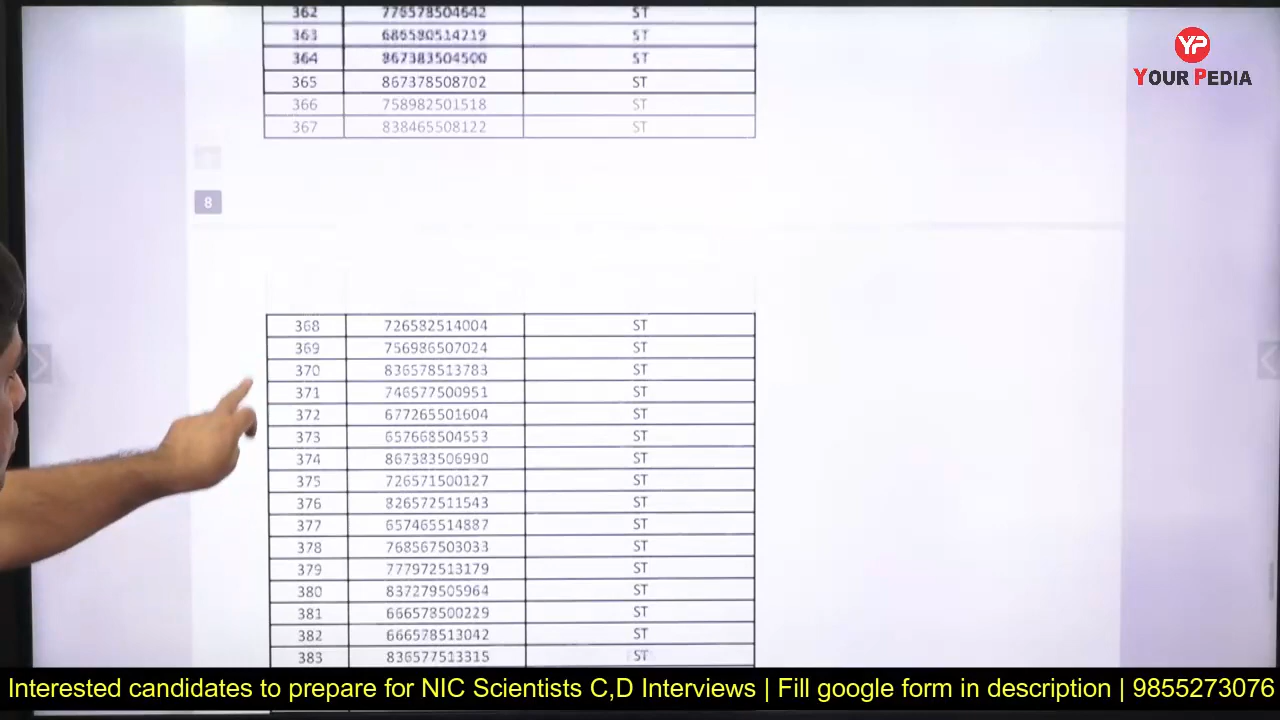 362 776578504642 ST
363 686580514219 ST
364 867383504500 ST
365 867378508702 ST
366 758982501518 ST
367 838465508122 ST
YP
YOUR PEDIA
8
368 726582514004 ST
369 756986507024 ST
370 836578513783 ST
371 746577500951 ST
372 677265501604 ST
373 657668504553 ST
374 867383506990 ST
375 726571500127 ST
376 826572511543 ST
377 657465514887 ST
378 768567503033 ST
379 777972513179 ST
380 837279505964 ST
381 666578500229 ST
382 666578513042 ST
383 836577513315 ST
Interested candidates to prepare for NIC Scientists C,D Interviews | Fill google form in description | 9855273076